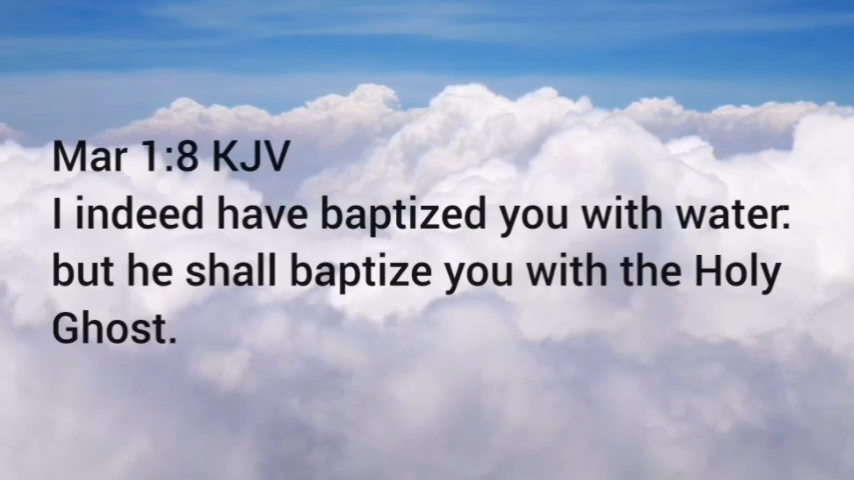 Mar 1:8 KJV
I indeed have baptized you with water:
but he shall baptize you with the Holy
Ghost.